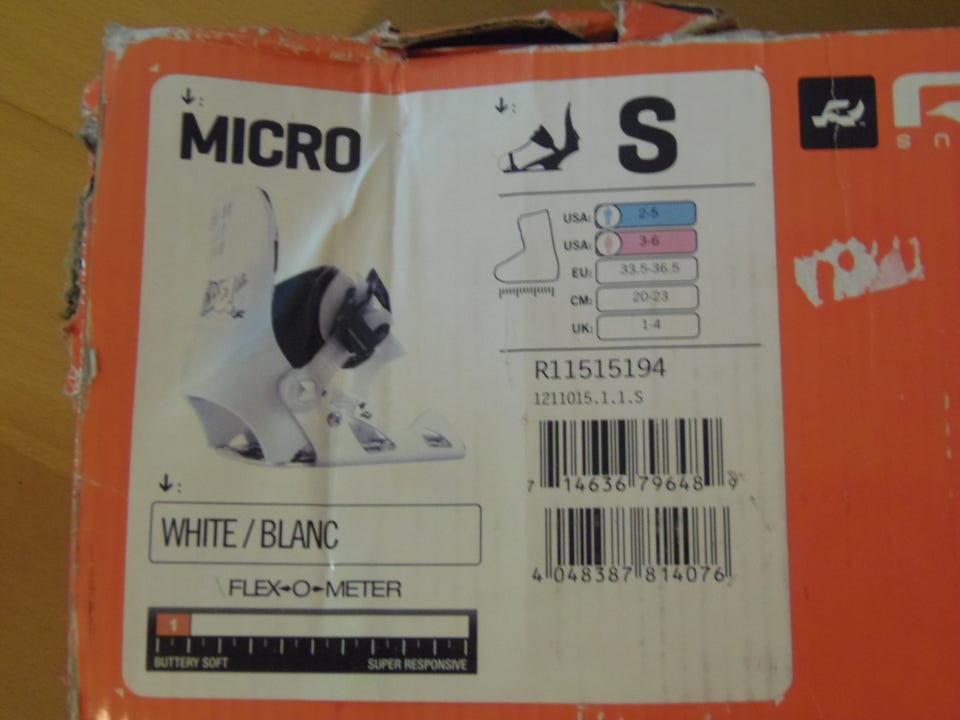 MICRO
S
USA: 2-5
USA: 3-6
EU: 33.5-36.5
CM: 20-23
UK: 1-4
R11515194
1211015.1.1.S
7 14636 79648 9
4 048387 814076
WHITE / BLANC
FLEX-O-METER
1
BUTTERY SOFT SUPER RESPONSIVE